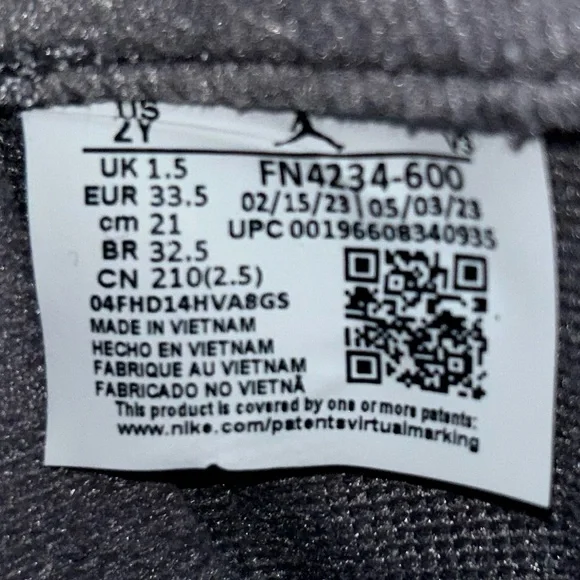 US
2Y
Y3
UK 1.5
EUR 33.5
cm 21
BR 32.5
CN 210(2.5)
FN4234-600
02/15/23 | 05/03/23
UPC 00196608340935
04FHD14HVA8GS
MADE IN VIETNAM
HECHO EN VIETNAM
FABRIQUE AU VIETNAM
FABRICADO NO VIETNÃ
This product is covered by one or more patents:
www.nike.com/patentsvirtualmarking